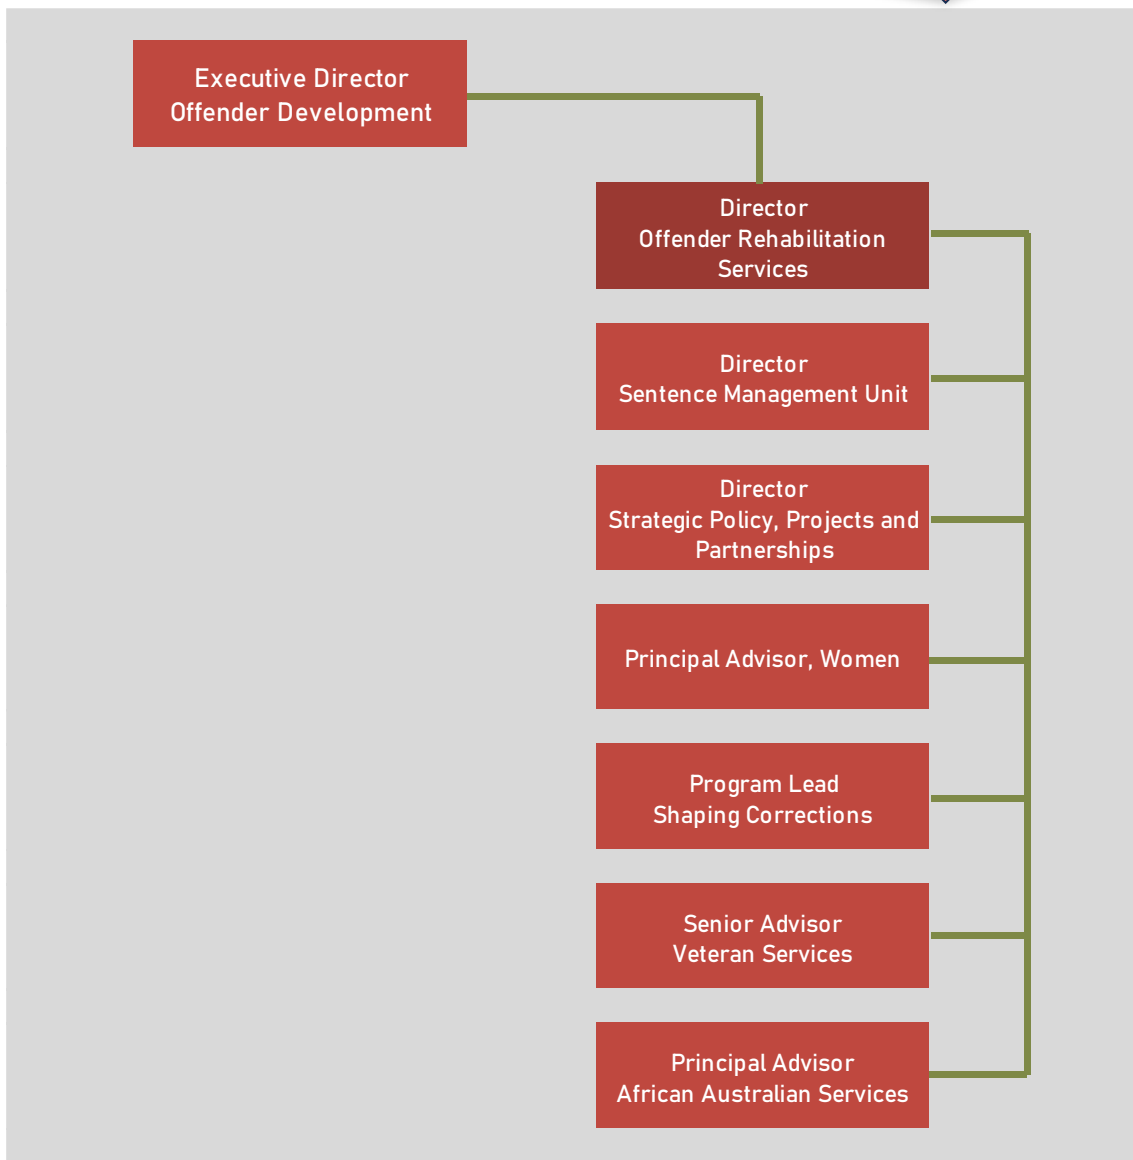 Executive Director
Offender Development
Director
Offender Rehabilitation
Services
Director
Sentence Management Unit
Director
Strategic Policy, Projects and
Partnerships
Principal Advisor, Women
Program Lead
Shaping Corrections
Senior Advisor
Veteran Services
Principal Advisor
African Australian Services